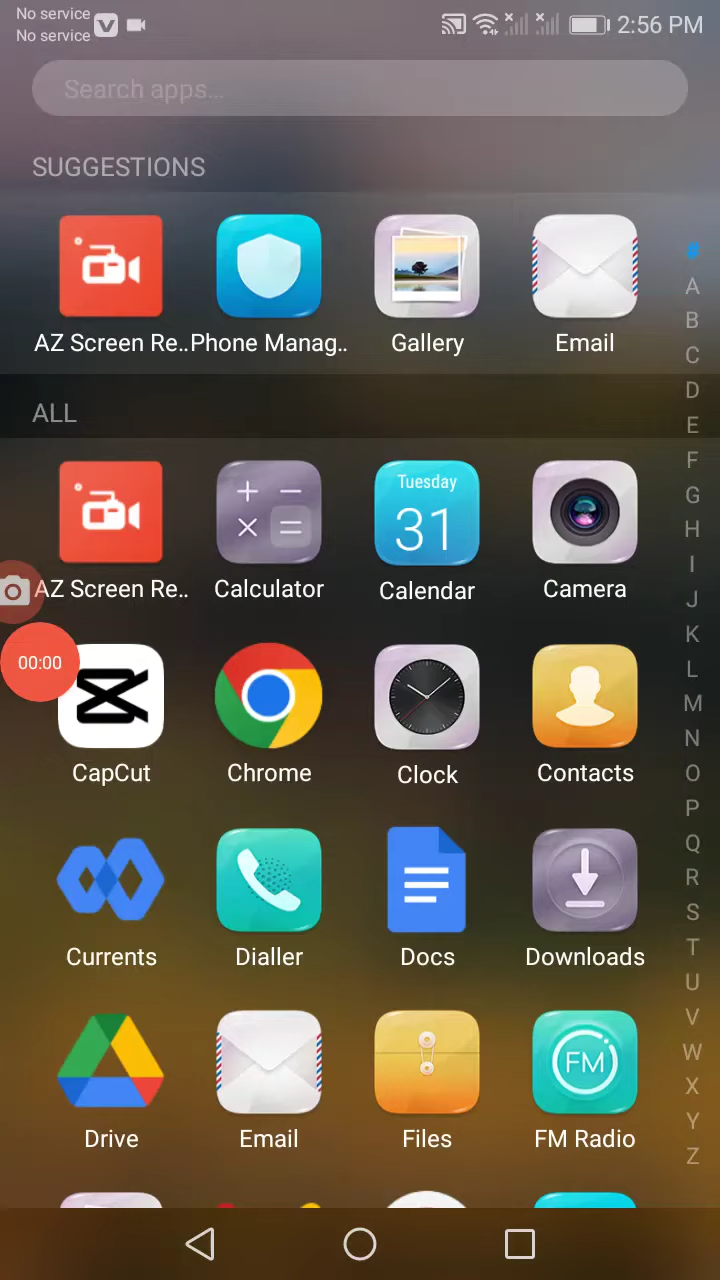 No service
No service
2:56 PM
Search apps...
SUGGESTIONS
AZ Screen Re.. Phone Manag.. Gallery Email
ALL
Tuesday
31
AZ Screen Re.. Calculator Calendar Camera
00:00
CapCut Chrome Clock Contacts
Currents Dialler Docs Downloads
FM
Drive Email Files FM Radio
#
A
B
C
D
E
F
G
H
I
J
K
L
M
N
O
P
Q
R
S
T
U
V
W
X
Y
Z